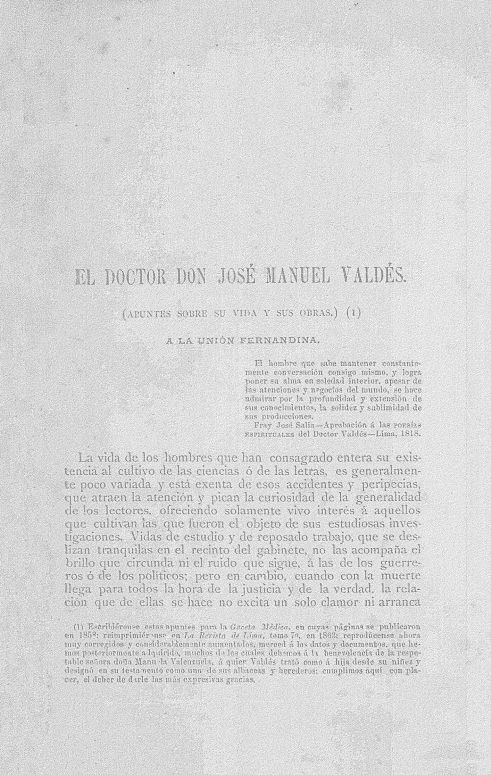 EL DOCTOR DON JOSÉ MANUEL VALDÉS.
(APUNTES SOBRE SU VIDA Y SUS OBRAS.) (1)
A LA UNIÓN FERNANDINA.
El hombre que sabe mantener constante-
mente conversación consigo mismo, y logra
poner su alma en soledad interior, apesar de
las atenciones y negocios del mundo, se hace
admirar por la profundidad y extensión de
sus conocimientos, la solidez y sublimidad de
sus producciones.
Fray José Salia—Aprobación á las POESÍAS
ESPIRITUALES del Doctor Valdés—Lima, 1818.
La vida de los hombres que han consagrado entera su exis-
tencia al cultivo de las ciencias ó de las letras, es generalmen-
te poco variada y está exenta de esos accidentes y peripecias,
que atraen la atención y pican la curiosidad de la generalidad
de los lectores, ofreciendo solamente vivo interés á aquellos
que cultivan las que fueron el objeto de sus estudiosas inves-
tigaciones. Vidas de estudio y de reposado trabajo, que se des-
lizan tranquilas en el recinto del gabinete, no las acompaña el
brillo que circunda ni el ruido que sigue, á las de los guerre-
ros ó de los políticos; pero en cambio, cuando con la muerte
llega para todos la hora de la justicia y de la verdad, la rela-
ción que de ellas se hace no excita un solo clamor ni arranca
(1) Escribiéronse estas apuntes para la Gaceta Médica, en cuyas páginas se publicaron
en 1858; reimprimiéronse en La Revista de Lima, tomo 7º, en 1863; reprodúcense ahora
muy corregidos y considerablemente aumentados, merced á los datos y documentos, que he-
mos posteriormente adquirido, muchos de los cuales debemos á la benevolencia de la respe-
table señora doña Manuela Valenzuela, á quien Valdés trató como á hija desde su niñez y
designó en su testamento como una de sus albaceas y herederos: cumplimos aquí con pla-
cer, el deber de darle las más expresivas gracias.